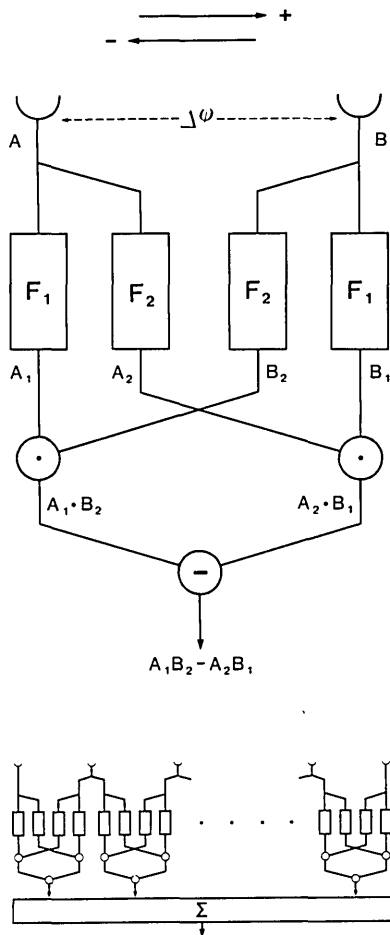 +
-
Δφ
A B
F₁ F₂ F₂ F₁
A₁ A₂ B₂ B₁
· ·
A₁·B₂ A₂·B₁
−
A₁B₂−A₂B₁
. . . . .
Σ